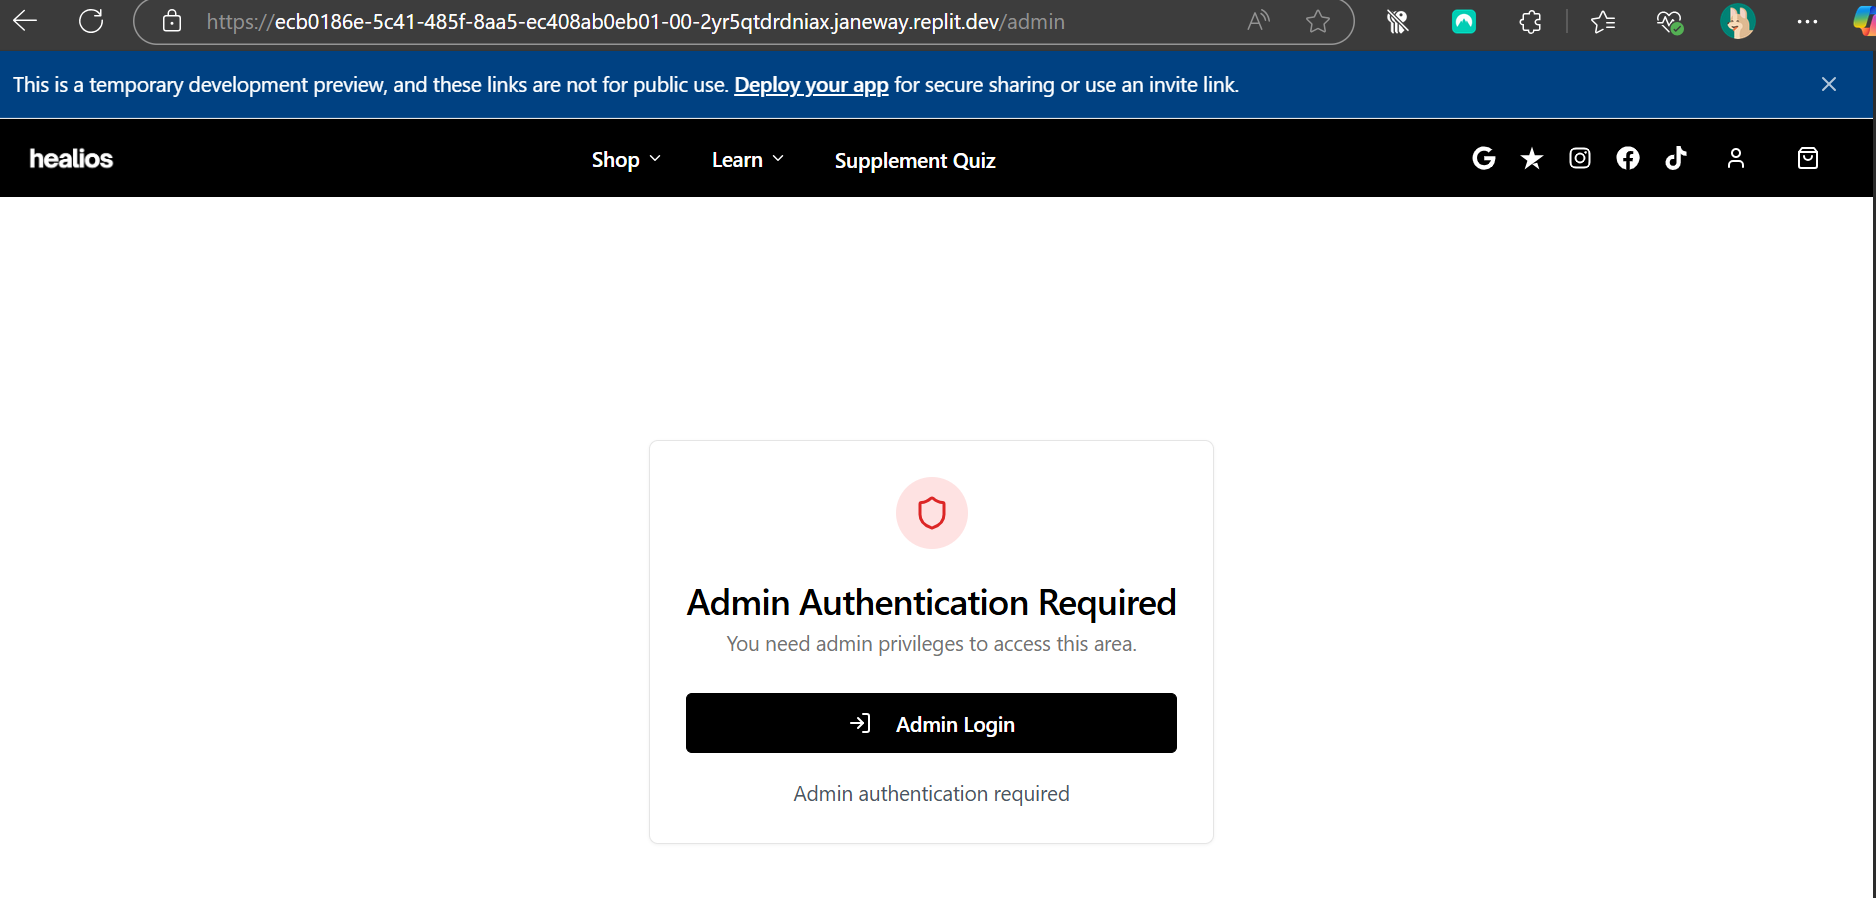 https://ecb0186e-5c41-485f-8aa5-ec408ab0eb01-00-2yr5qtdrdniax.janeway.replit.dev/admin
This is a temporary development preview, and these links are not for public use. Deploy your app for secure sharing or use an invite link.
healios Shop Learn Supplement Quiz
Admin Authentication Required
You need admin privileges to access this area.
Admin Login
Admin authentication required